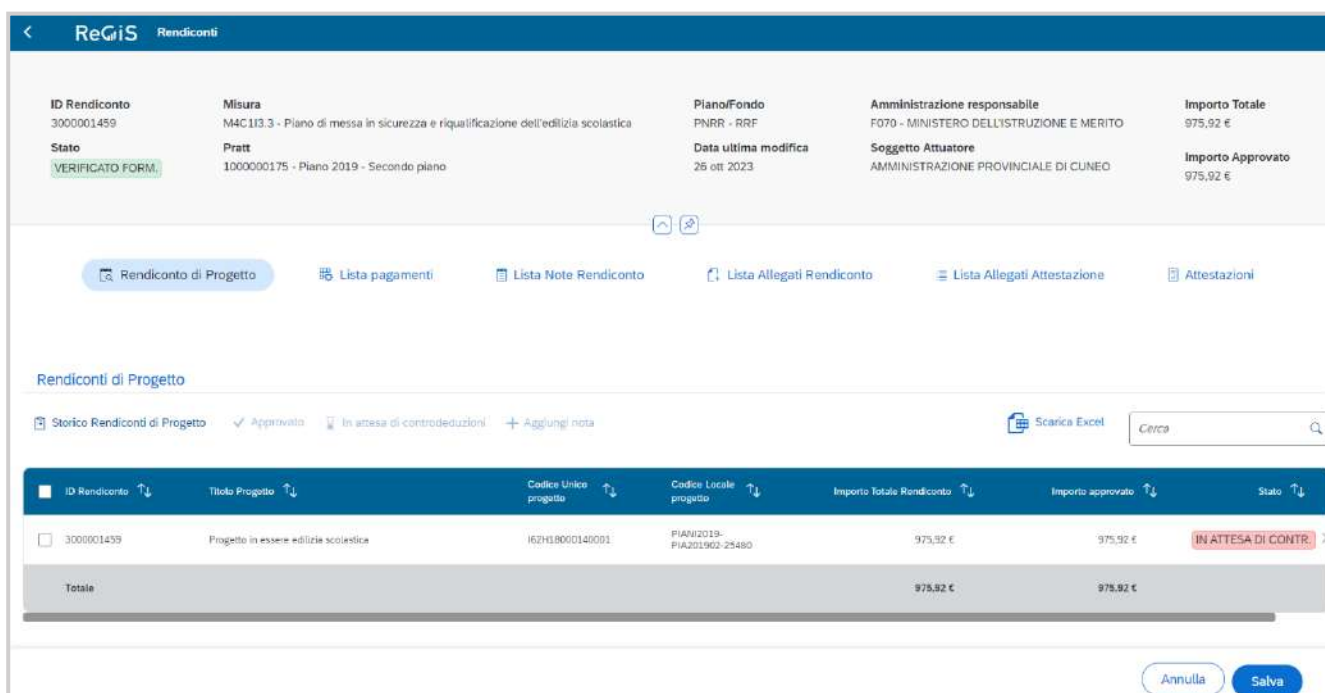 ReGiS Rendiconti
ID Rendiconto
3000001459
Stato
VERIFICATO FORM.
Misura
M4C1I3.3 - Piano di messa in sicurezza e riqualificazione dell'edilizia scolastica
Pratt
1000000175 - Piano 2019 - Secondo piano
Piano/Fondo
PNRR - RRF
Data ultima modifica
26 ott 2023
Amministrazione responsabile
F070 - MINISTERO DELL'ISTRUZIONE E MERITO
Soggetto Attuatore
AMMINISTRAZIONE PROVINCIALE DI CUNEO
Importo Totale
975,92 €
Importo Approvato
975,92 €
Rendiconto di Progetto Lista pagamenti Lista Note Rendiconto Lista Allegati Rendiconto Lista Allegati Attestazione Attestazioni
Rendiconti di Progetto
Storico Rendiconti di Progetto Approvato In attesa di controdeduzioni Aggiungi nota Scarica Excel Cerca
ID Rendiconto Titolo Progetto Codice Unico progetto Codice Locale progetto Importo Totale Rendiconto Importo approvato Stato
3000001459 Progetto in essere edilizia scolastica I62H18000140001 PIANI2019-PIA201902-25480 975,92 € 975,92 € IN ATTESA DI CONTR.
Totale 975,92 € 975,92 €
Annulla Salva